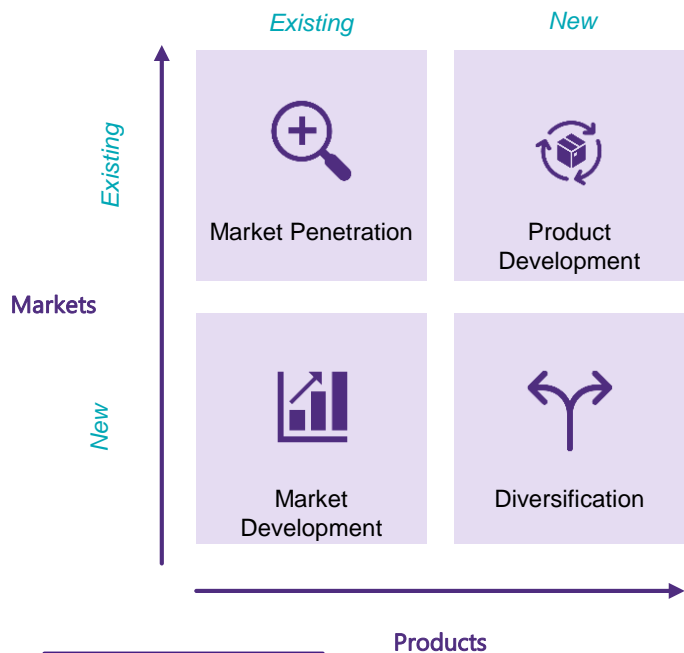 Existing
New
Existing
Market Penetration
Product
Development
Markets
New
Market
Development
Diversification
Products